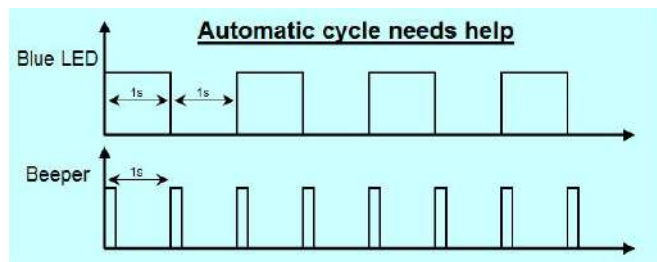 Automatic cycle needs help
Blue LED
1s 1s
Beeper
1s